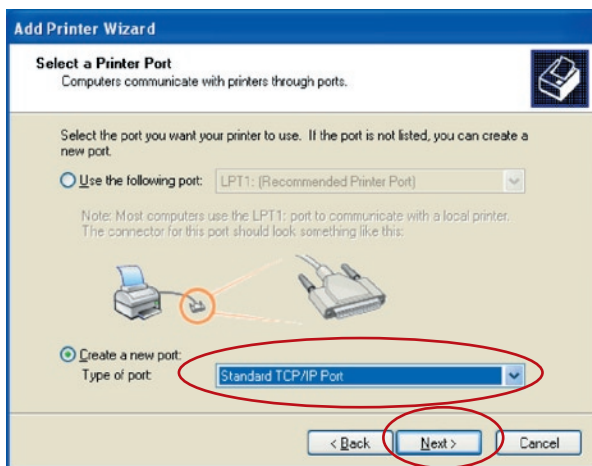 Add Printer Wizard
Select a Printer Port
Computers communicate with printers through ports.
Select the port you want your printer to use. If the port is not listed, you can create a
new port.
Use the following port: LPT1: (Recommended Printer Port)
Note: Most computers use the LPT1: port to communicate with a local printer.
The connector for this port should look something like this:
Create a new port:
Type of port: Standard TCP/IP Port
< Back Next > Cancel